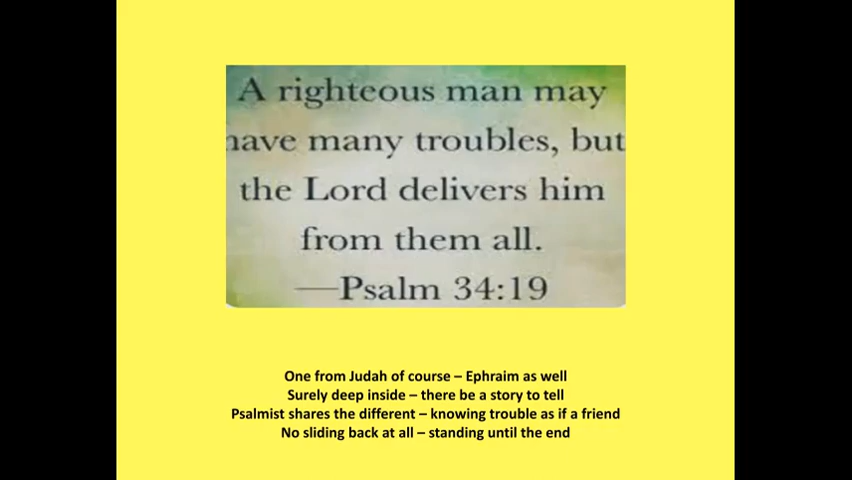 A righteous man may
have many troubles, but
the Lord delivers him
from them all.
—Psalm 34:19
One from Judah of course – Ephraim as well
Surely deep inside – there be a story to tell
Psalmist shares the different – knowing trouble as if a friend
No sliding back at all – standing until the end